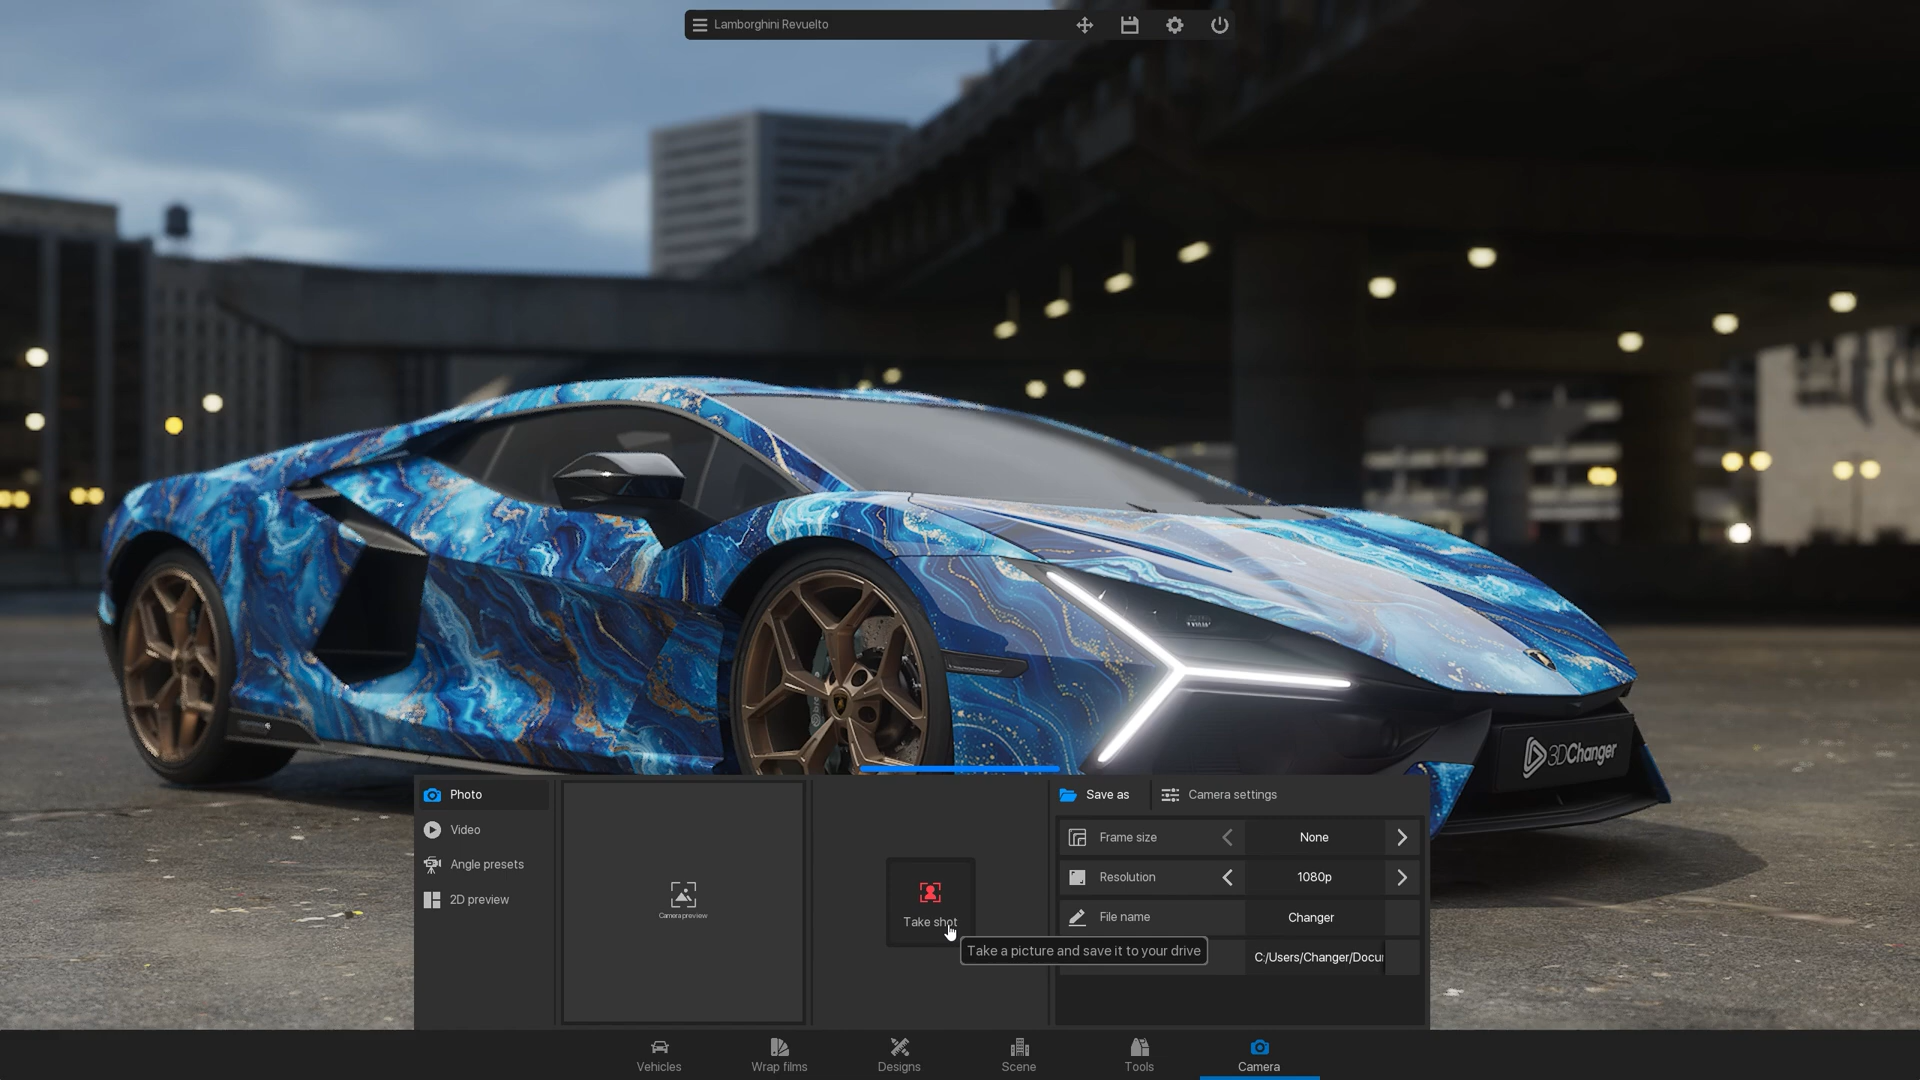 Lamborghini Revuelto
3DChanger
Photo
Video
Angle presets
2D preview
Camera preview
Take shot
Take a picture and save it to your drive
Save as
Camera settings
Frame size
None
Resolution
1080p
File name
Changer
C:/Users/Changer/Docu
Vehicles
Wrap films
Designs
Scene
Tools
Camera